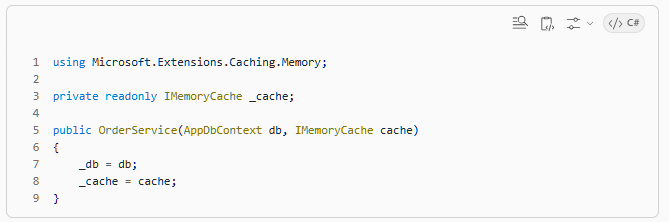 </> C#
1 using Microsoft.Extensions.Caching.Memory;
2
3 private readonly IMemoryCache _cache;
4
5 public OrderService(AppDbContext db, IMemoryCache cache)
6 {
7     _db = db;
8     _cache = cache;
9 }